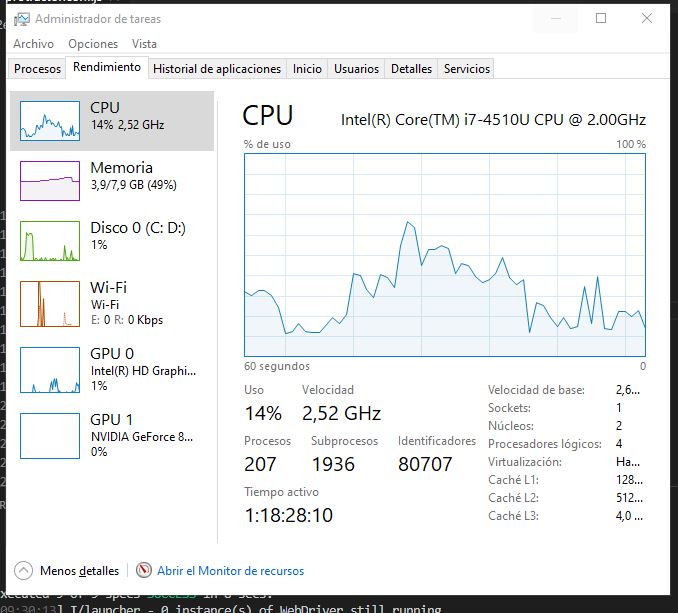 Administrador de tareas
Archivo Opciones Vista
Procesos Rendimiento Historial de aplicaciones Inicio Usuarios Detalles Servicios
CPU
14% 2,52 GHz
Memoria
3,9/7,9 GB (49%)
Disco 0 (C: D:)
1%
Wi-Fi
Wi-Fi
E: 0 R: 0 Kbps
GPU 0
Intel(R) HD Graphi...
1%
GPU 1
NVIDIA GeForce 8...
0%
CPU Intel(R) Core(TM) i7-4510U CPU @ 2.00GHz
% de uso 100 %
60 segundos 0
Uso Velocidad
14% 2,52 GHz
Procesos Subprocesos Identificadores
207 1936 80707
Tiempo activo
1:18:28:10
Velocidad de base: 2,6...
Sockets: 1
Núcleos: 2
Procesadores lógicos: 4
Virtualización: Ha...
Caché L1: 128...
Caché L2: 512...
Caché L3: 4,0 ...
Menos detalles Abrir el Monitor de recursos
09:30:13] I/launcher - 0 instance(s) of WebDriver still running